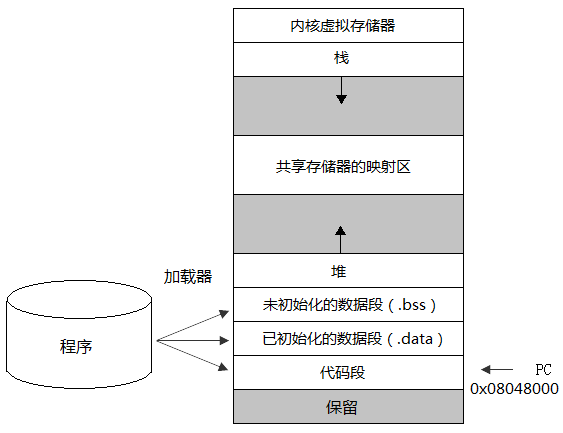 内核虚拟存储器
栈
共享存储器的映射区
加载器
堆
未初始化的数据段（.bss）
程序
已初始化的数据段（.data）
代码段
PC
0x08048000
保留